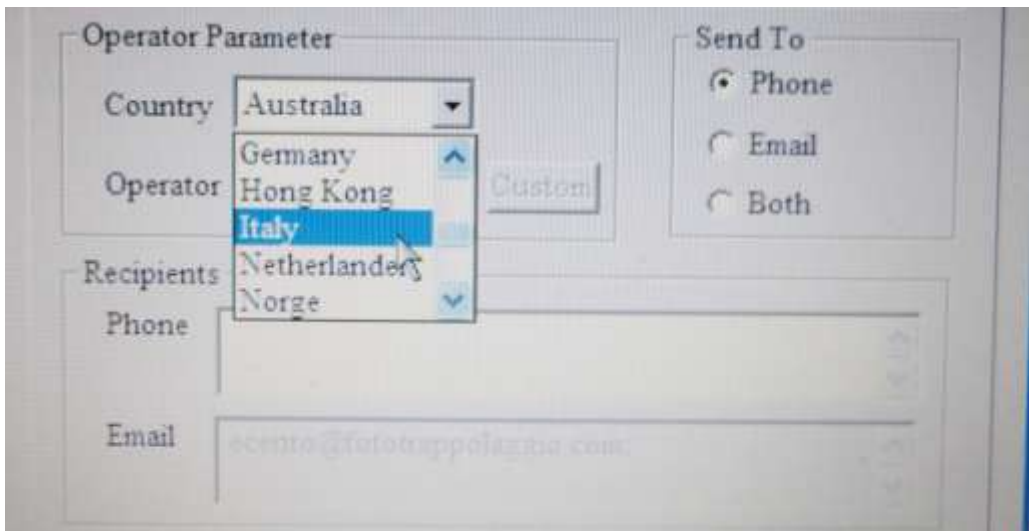 Operator Parameter
Country Australia
Germany
Operator Hong Kong Custom
Italy
Netherlanders
Norge
Send To
Phone
Email
Both
Recipients
Phone
Email